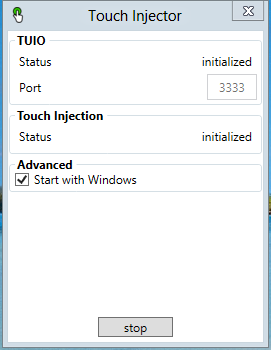 Touch Injector
TUIO
Status initialized
Port 3333
Touch Injection
Status initialized
Advanced
Start with Windows
stop